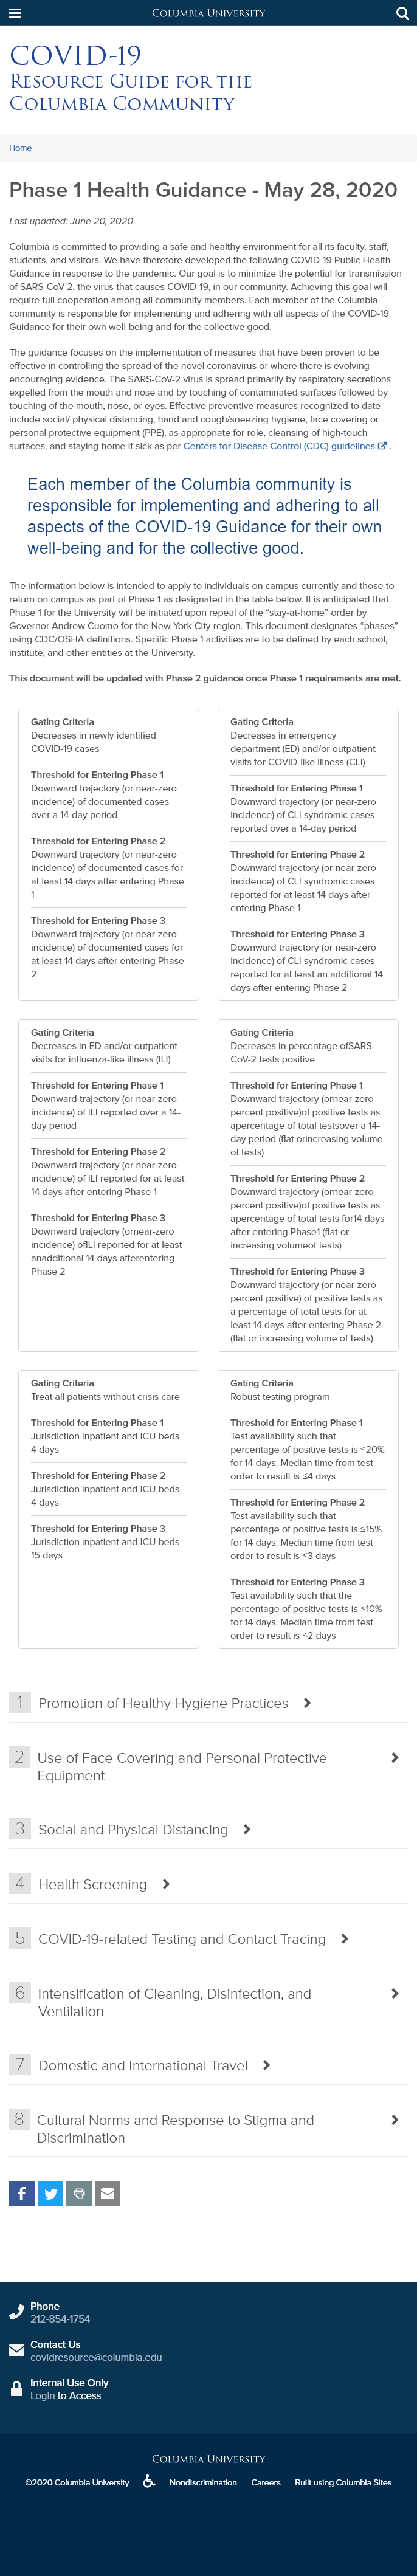 Columbia University
COVID-19
Resource Guide for the
Columbia Community
Home
Phase 1 Health Guidance - May 28, 2020
Last updated: June 20, 2020
Columbia is committed to providing a safe and healthy environment for all its faculty, staff,
students, and visitors. We have therefore developed the following COVID-19 Public Health
Guidance in response to the pandemic. Our goal is to minimize the potential for transmission
of SARS-CoV-2, the virus that causes COVID-19, in our community. Achieving this goal will
require full cooperation among all community members. Each member of the Columbia
community is responsible for implementing and adhering with all aspects of the COVID-19
Guidance for their own well-being and for the collective good.
The guidance focuses on the implementation of measures that have been proven to be
effective in controlling the spread of the novel coronavirus or where there is evolving
encouraging evidence. The SARS-CoV-2 virus is spread primarily by respiratory secretions
expelled from the mouth and nose and by touching of contaminated surfaces followed by
touching of the mouth, nose, or eyes. Effective preventive measures recognized to date
include social/ physical distancing, hand and cough/sneezing hygiene, face covering or
personal protective equipment (PPE), as appropriate for role, cleansing of high-touch
surfaces, and staying home if sick as per Centers for Disease Control (CDC) guidelines .
Each member of the Columbia community is
responsible for implementing and adhering to all
aspects of the COVID-19 Guidance for their own
well-being and for the collective good.
The information below is intended to apply to individuals on campus currently and those to
return on campus as part of Phase 1 as designated in the table below. It is anticipated that
Phase 1 for the University will be initiated upon repeal of the “stay-at-home” order by
Governor Andrew Cuomo for the New York City region. This document designates “phases”
using CDC/OSHA definitions. Specific Phase 1 activities are to be defined by each school,
institute, and other entities at the University.
This document will be updated with Phase 2 guidance once Phase 1 requirements are met.
Gating Criteria
Decreases in newly identified
COVID-19 cases
Threshold for Entering Phase 1
Downward trajectory (or near-zero
incidence) of documented cases
over a 14-day period
Threshold for Entering Phase 2
Downward trajectory (or near-zero
incidence) of documented cases for
at least 14 days after entering Phase
1
Threshold for Entering Phase 3
Downward trajectory (or near-zero
incidence) of documented cases for
at least 14 days after entering Phase
2
Gating Criteria
Decreases in emergency
department (ED) and/or outpatient
visits for COVID-like illness (CLI)
Threshold for Entering Phase 1
Downward trajectory (or near-zero
incidence) of CLI syndromic cases
reported over a 14-day period
Threshold for Entering Phase 2
Downward trajectory (or near-zero
incidence) of CLI syndromic cases
reported for at least 14 days after
entering Phase 1
Threshold for Entering Phase 3
Downward trajectory (or near-zero
incidence) of CLI syndromic cases
reported for at least an additional 14
days after entering Phase 2
Gating Criteria
Decreases in ED and/or outpatient
visits for influenza-like illness (ILI)
Threshold for Entering Phase 1
Downward trajectory (or near-zero
incidence) of ILI reported over a 14-
day period
Threshold for Entering Phase 2
Downward trajectory (or near-zero
incidence) of ILI reported for at least
14 days after entering Phase 1
Threshold for Entering Phase 3
Downward trajectory (ornear-zero
incidence) ofILI reported for at least
anadditional 14 days afterentering
Phase 2
Gating Criteria
Decreases in percentage ofSARS-
CoV-2 tests positive
Threshold for Entering Phase 1
Downward trajectory (ornear-zero
percent positive)of positive tests as
apercentage of total testsover a 14-
day period (flat orincreasing volume
of tests)
Threshold for Entering Phase 2
Downward trajectory (ornear-zero
percent positive)of positive tests as
apercentage of total tests for14 days
after entering Phase1 (flat or
increasing volumeof tests)
Threshold for Entering Phase 3
Downward trajectory (or near-zero
percent positive) of positive tests as
a percentage of total tests for at
least 14 days after entering Phase 2
(flat or increasing volume of tests)
Gating Criteria
Treat all patients without crisis care
Threshold for Entering Phase 1
Jurisdiction inpatient and ICU beds
4 days
Threshold for Entering Phase 2
Jurisdiction inpatient and ICU beds
4 days
Threshold for Entering Phase 3
Jurisdiction inpatient and ICU beds
15 days
Gating Criteria
Robust testing program
Threshold for Entering Phase 1
Test availability such that
percentage of positive tests is ≤20%
for 14 days. Median time from test
order to result is ≤4 days
Threshold for Entering Phase 2
Test availability such that
percentage of positive tests is ≤15%
for 14 days. Median time from test
order to result is ≤3 days
Threshold for Entering Phase 3
Test availability such that the
percentage of positive tests is ≤10%
for 14 days. Median time from test
order to result is ≤2 days
1 Promotion of Healthy Hygiene Practices
2 Use of Face Covering and Personal Protective
Equipment
3 Social and Physical Distancing
4 Health Screening
5 COVID-19-related Testing and Contact Tracing
6 Intensification of Cleaning, Disinfection, and
Ventilation
7 Domestic and International Travel
8 Cultural Norms and Response to Stigma and
Discrimination
Phone
212-854-1754
Contact Us
covidresource@columbia.edu
Internal Use Only
Login to Access
Columbia University
©2020 Columbia University Nondiscrimination Careers Built using Columbia Sites